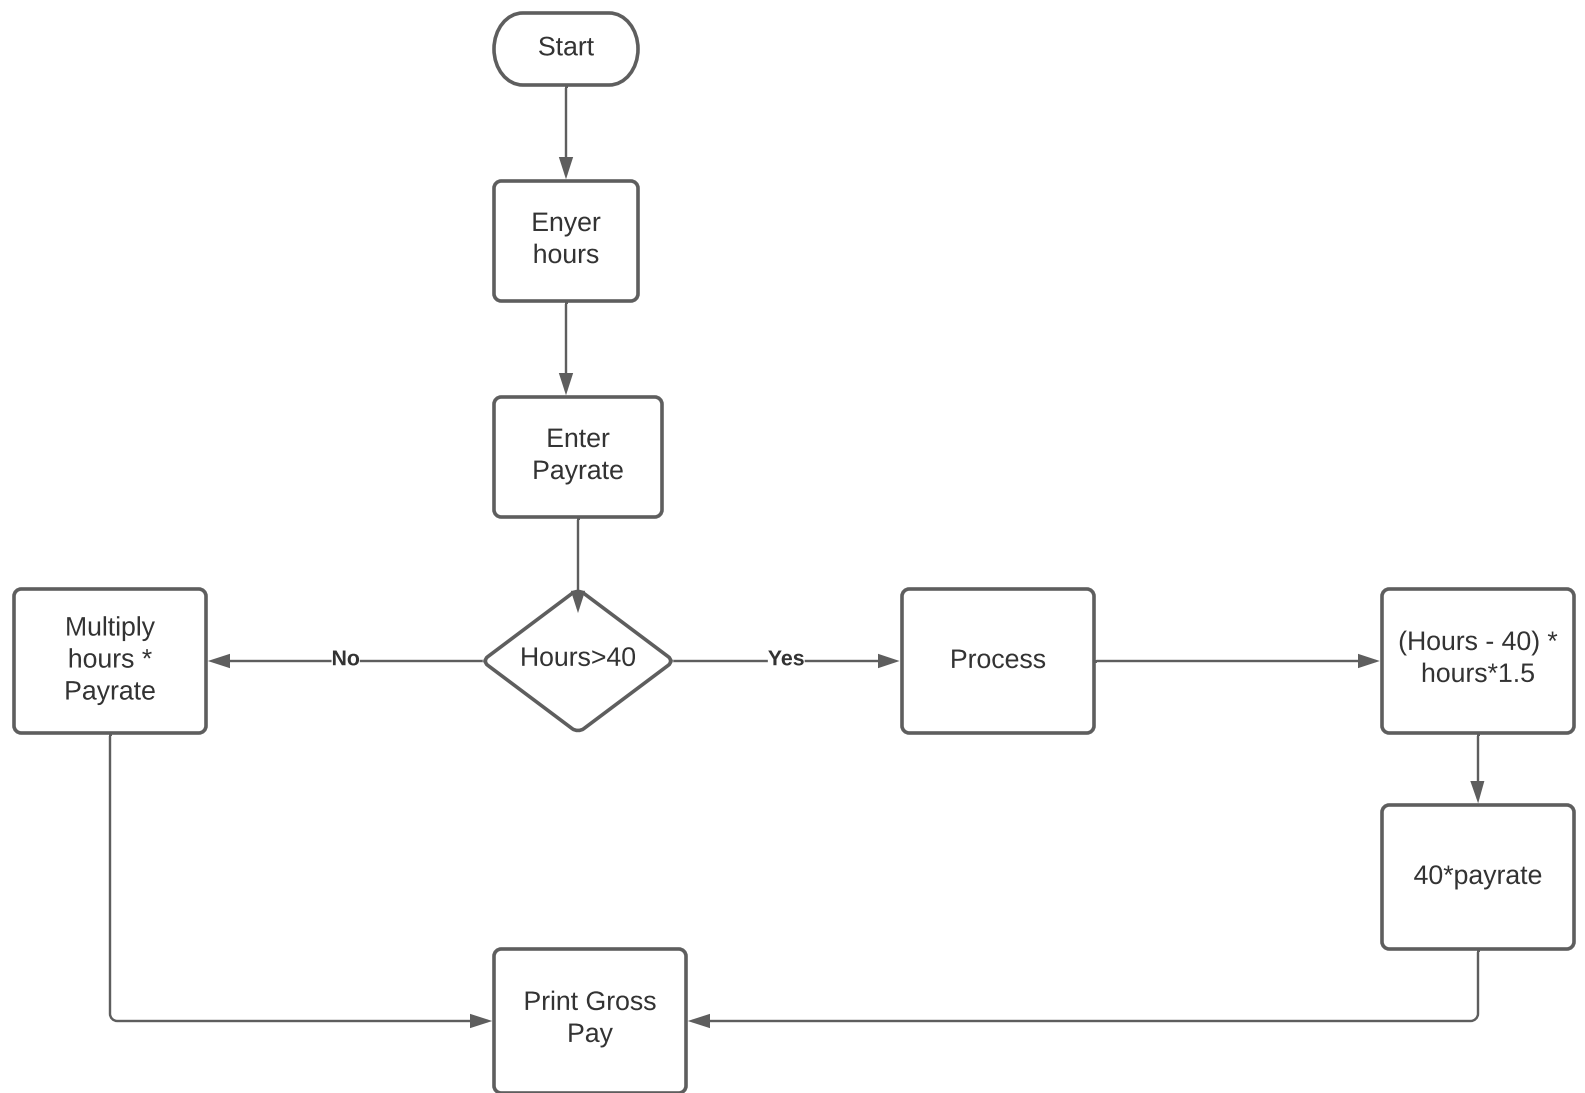 Start
Enyer
hours
Enter
Payrate
Multiply
hours *
Payrate
No
Hours>40
Yes
Process
(Hours - 40) *
hours*1.5
40*payrate
Print Gross
Pay